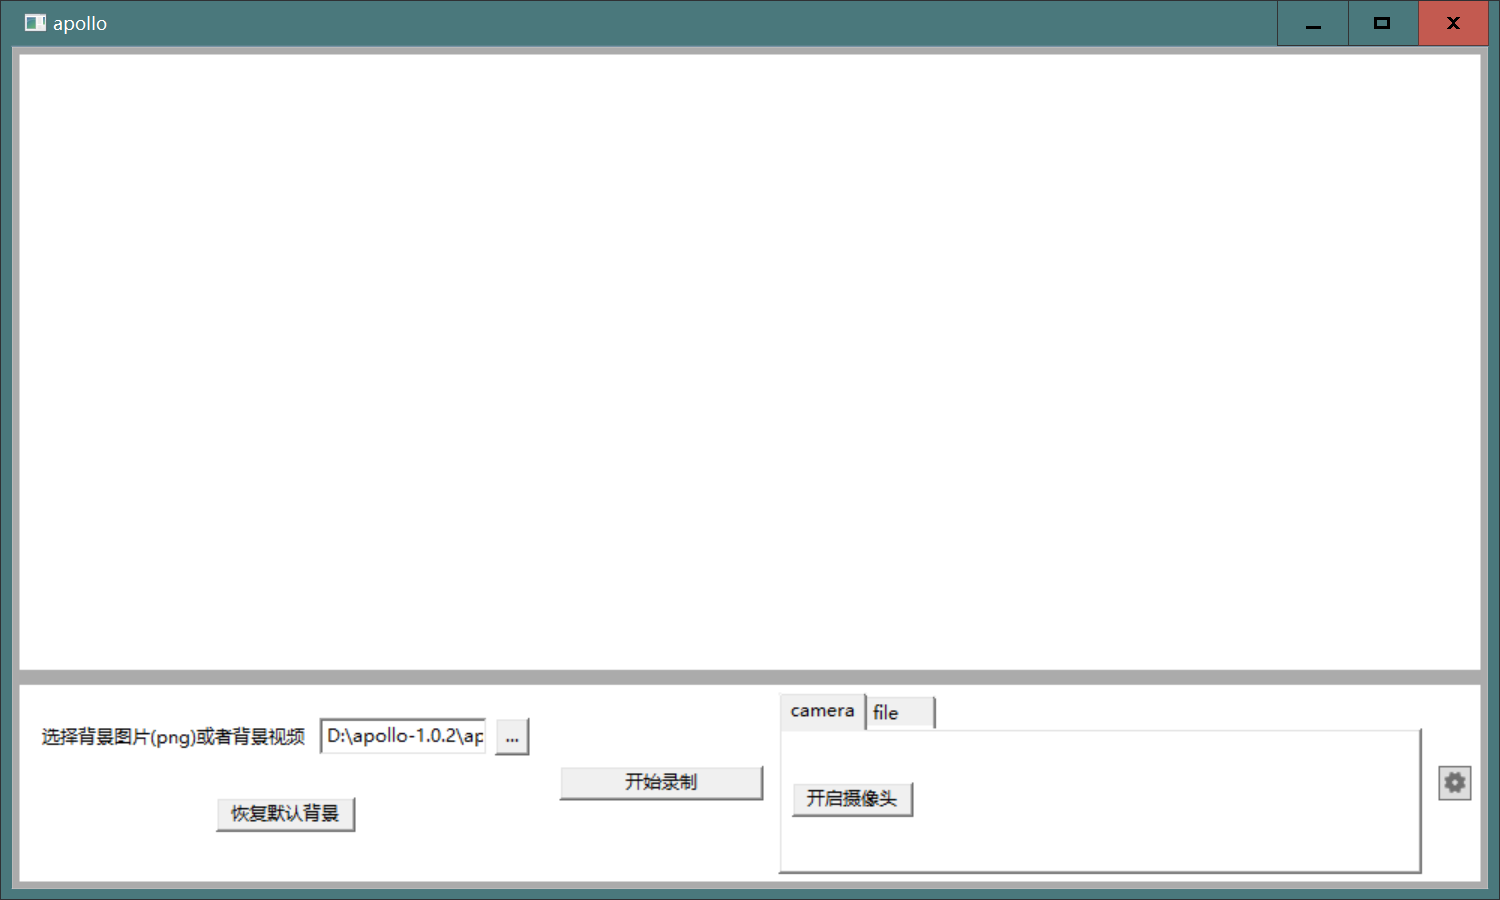 apollo
camera
file
选择背景图片(png)或者背景视频
D:\apollo-1.0.2\ap
...
开始录制
开启摄像头
恢复默认背景